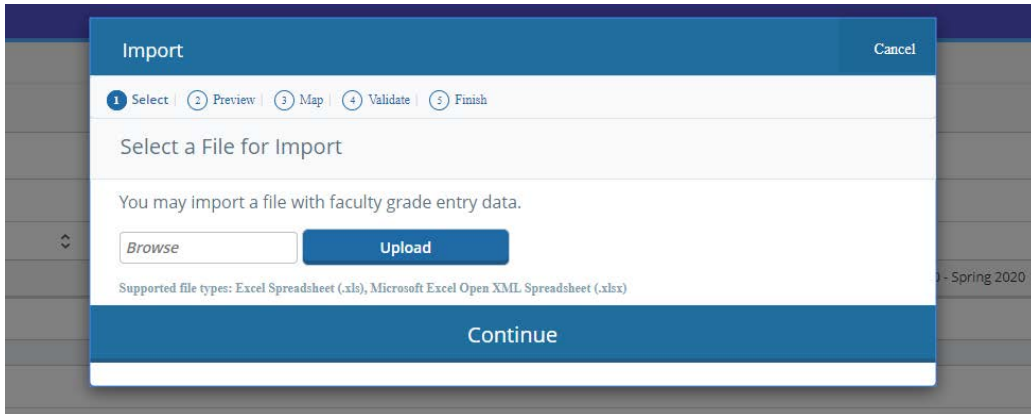 Import
Cancel
1 Select 2 Preview 3 Map 4 Validate 5 Finish
Select a File for Import
You may import a file with faculty grade entry data.
Browse Upload
Supported file types: Excel Spreadsheet (.xls), Microsoft Excel Open XML Spreadsheet (.xlsx)
- Spring 2020
Continue